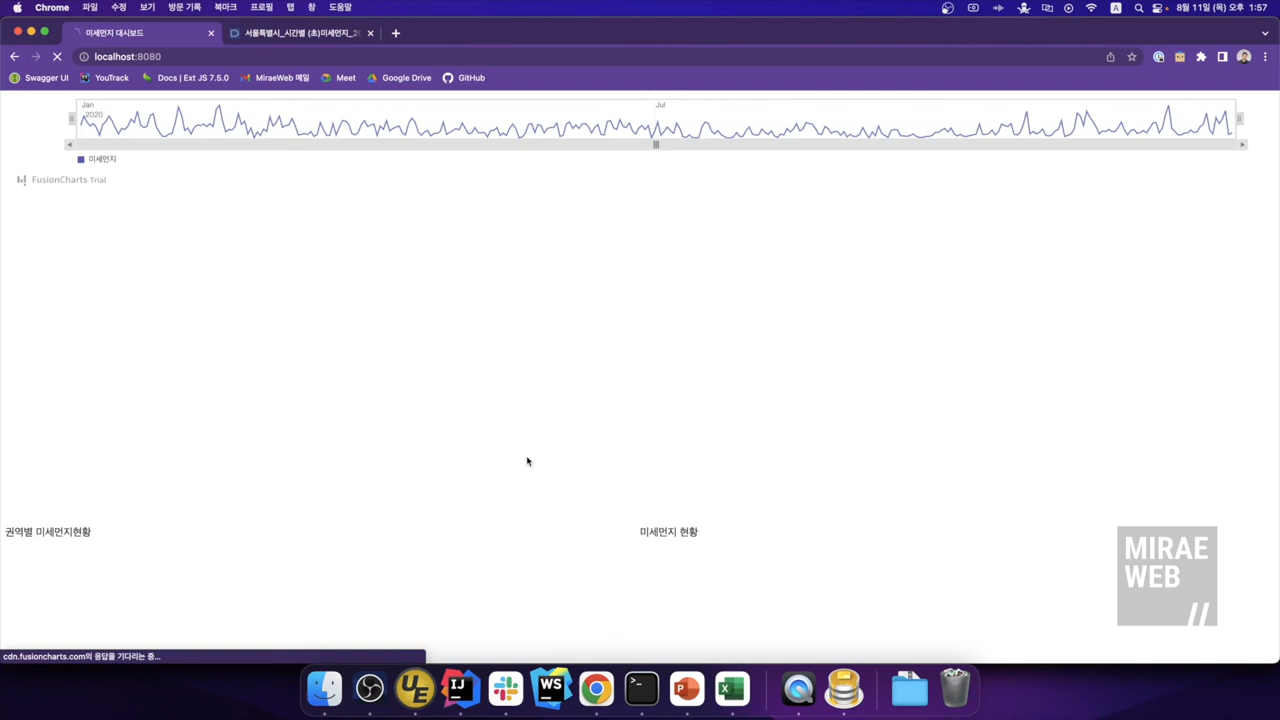 Chrome 파일 수정 보기 방문 기록 북마크 프로필 탭 창 도움말
A
8월 11일 (목) 오후 1:57
미세먼지 대시보드
서울특별시_시간별 (초)미세먼지_20
localhost:8080
Swagger UI YouTrack Docs | Ext JS 7.5.0 MiraeWeb 메일 Meet Google Drive GitHub
Jan
2020
Jul
미세먼지
FusionCharts Trial
권역별 미세먼지현황
미세먼지 현황
MIRAE
WEB
//
cdn.fusioncharts.com의 응답을 기다리는 중...
UE
IJ
WS
>_
P
X